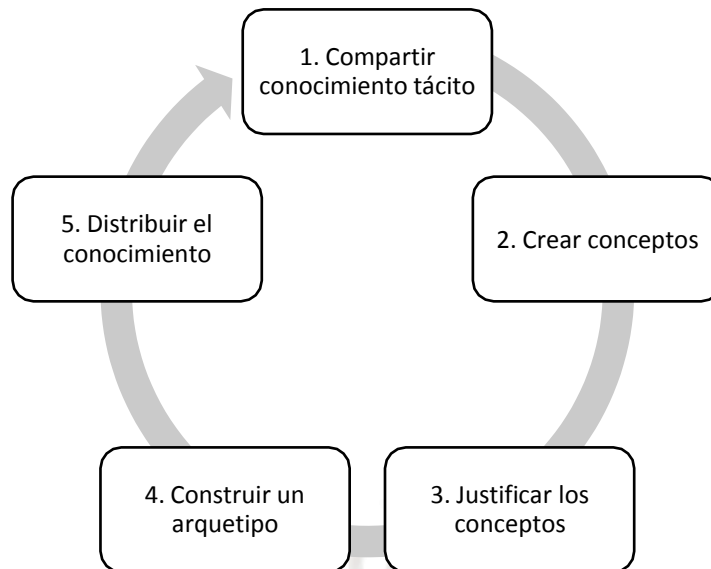 1. Compartir
conocimiento tácito
2. Crear conceptos
3. Justificar los
conceptos
4. Construir un
arquetipo
5. Distribuir el
conocimiento